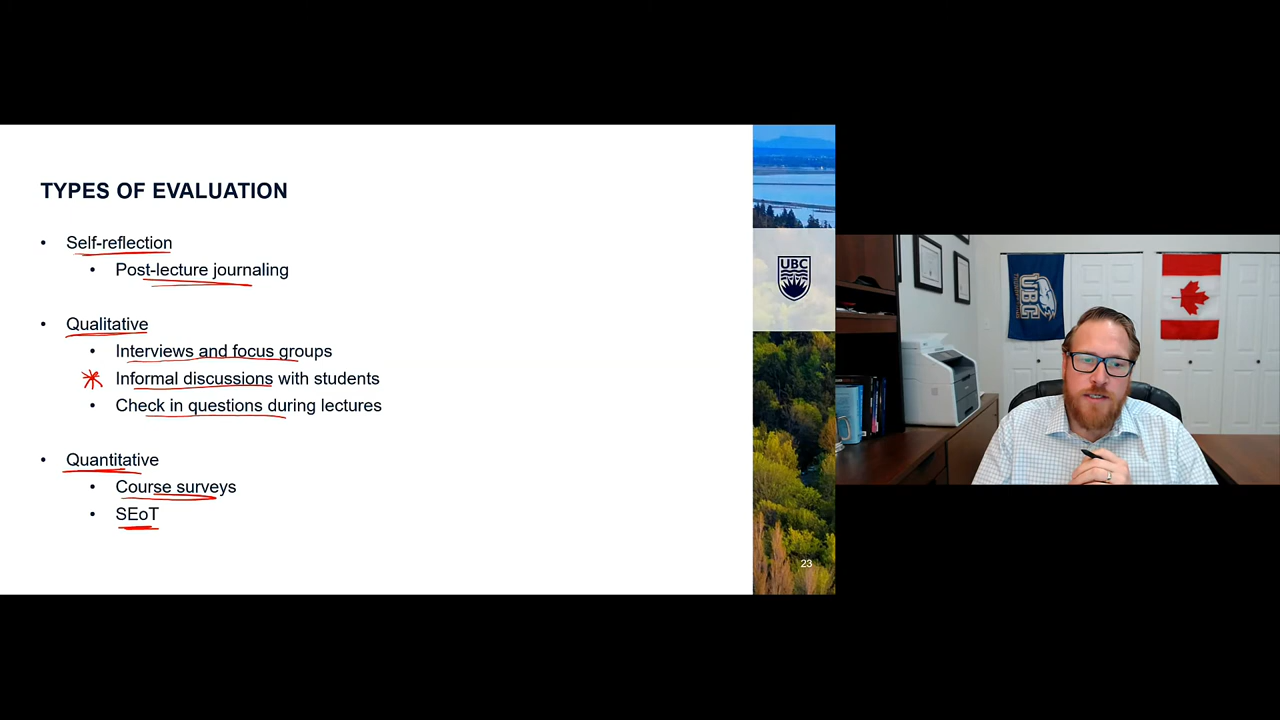 TYPES OF EVALUATION
• Self-reflection
• Post-lecture journaling
• Qualitative
• Interviews and focus groups
Informal discussions with students
• Check in questions during lectures
• Quantitative
• Course surveys
• SEoT
UBC
23
UBC